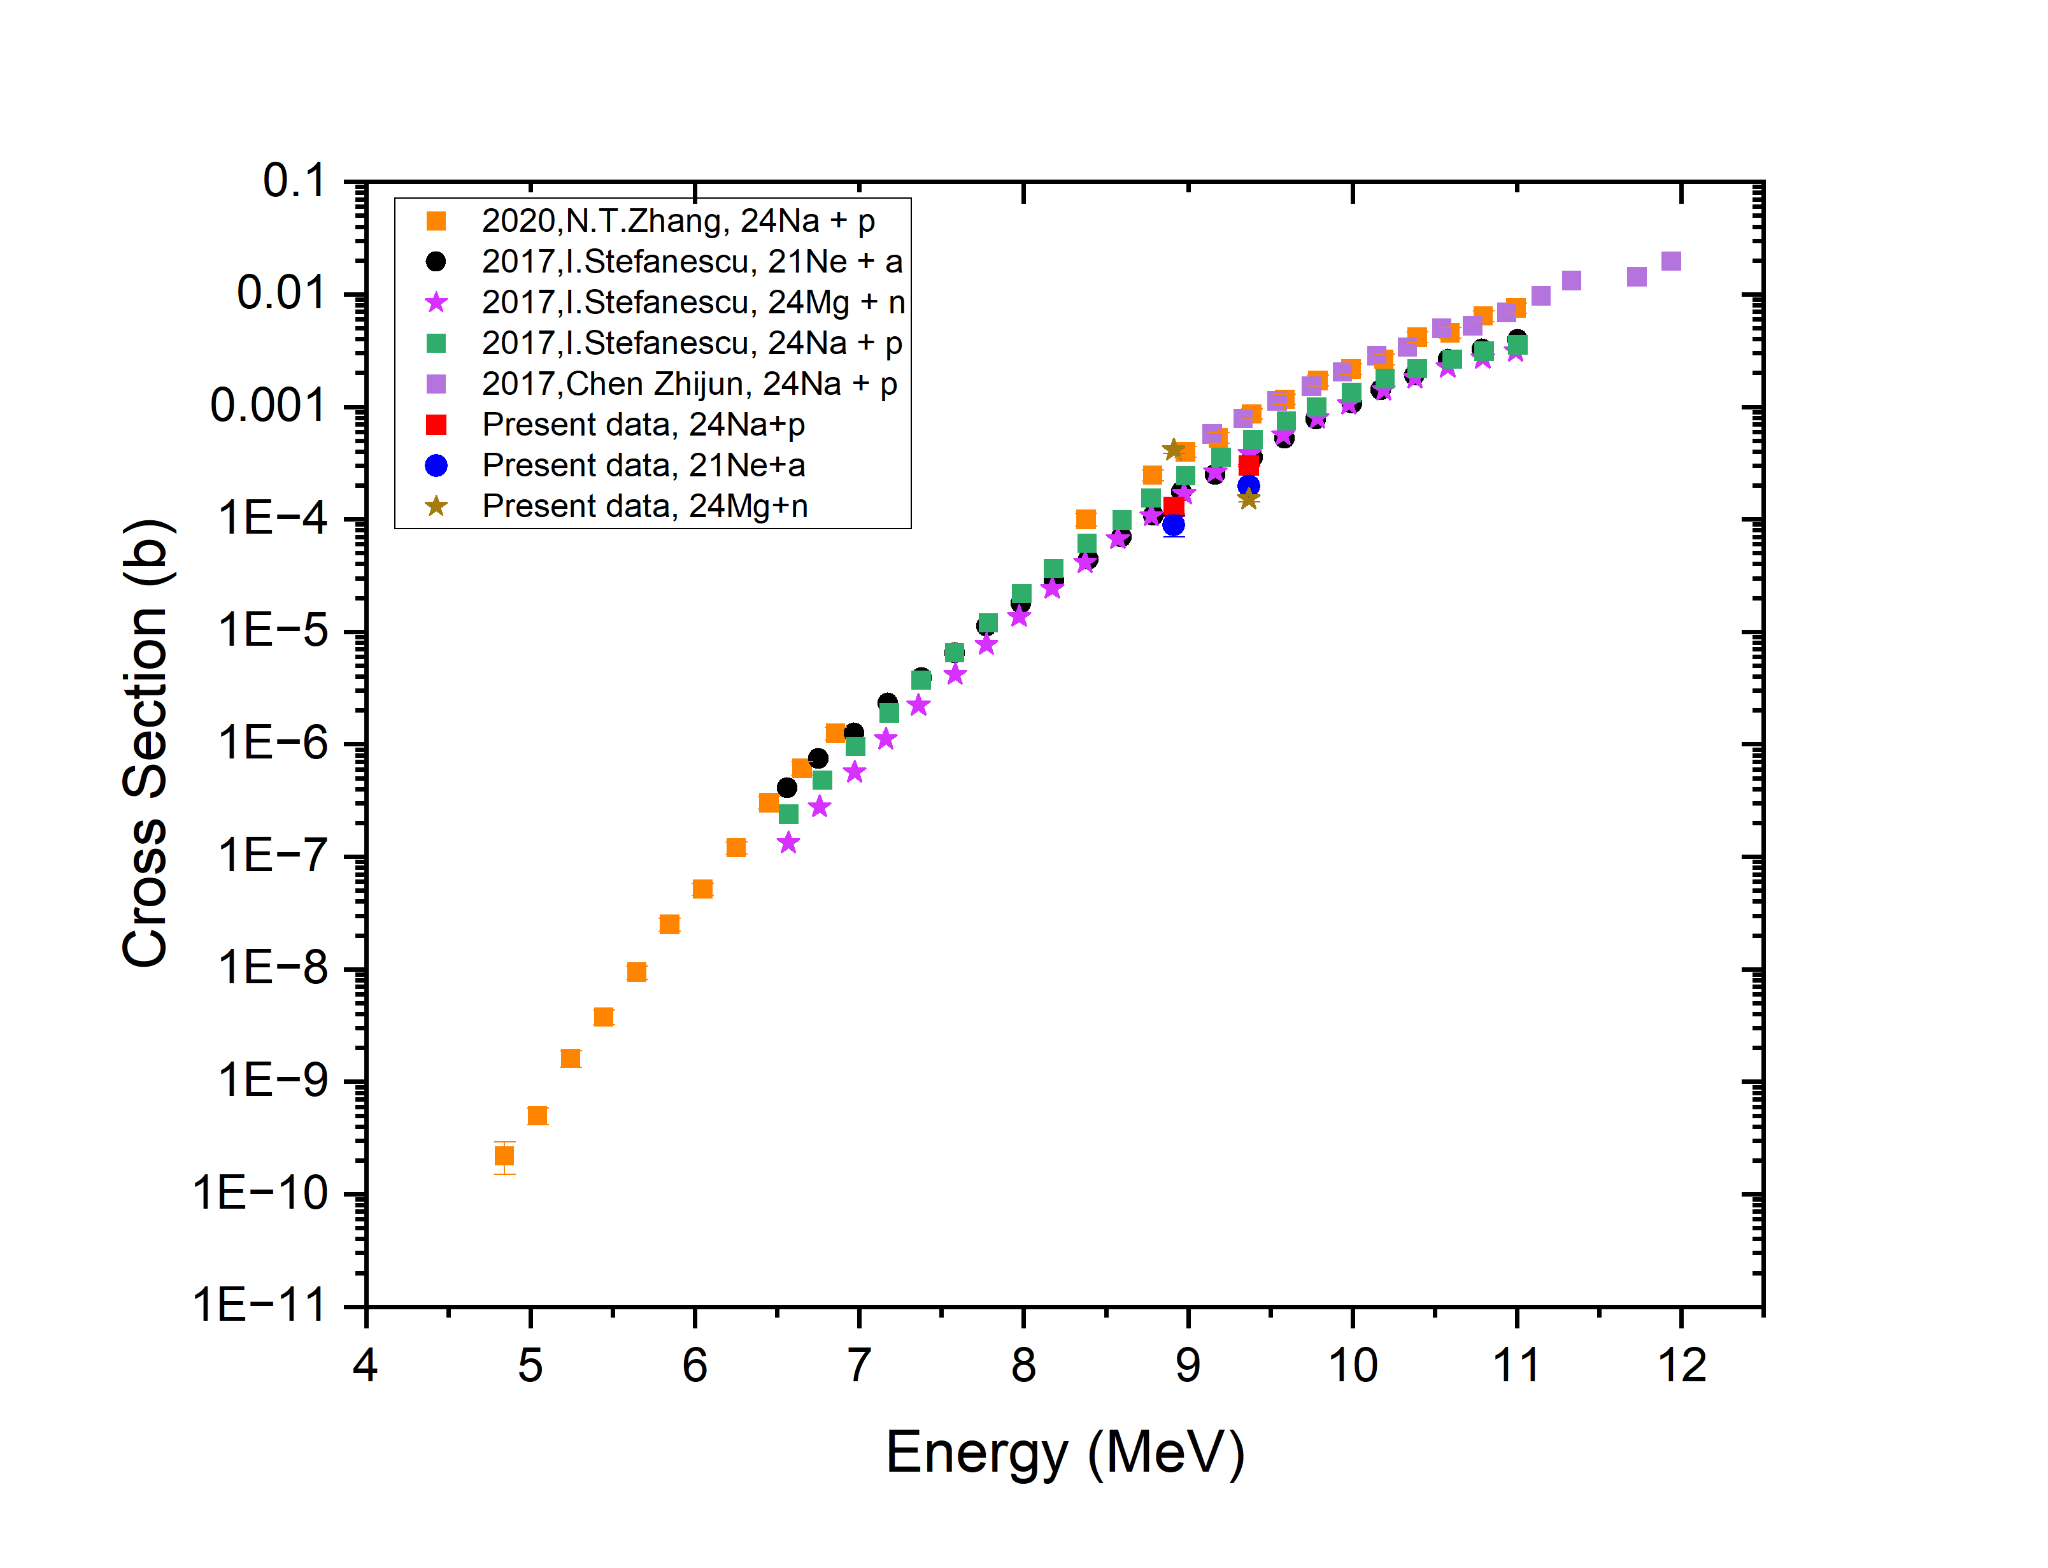 0.1
0.01
0.001
1E−4
1E−5
1E−6
1E−7
1E−8
1E−9
1E−10
1E−11
2020,N.T.Zhang, 24Na + p
2017,I.Stefanescu, 21Ne + a
2017,I.Stefanescu, 24Mg + n
2017,I.Stefanescu, 24Na + p
2017,Chen Zhijun, 24Na + p
Present data, 24Na+p
Present data, 21Ne+a
Present data, 24Mg+n
Cross Section (b)
4 5 6 7 8 9 10 11 12
Energy (MeV)